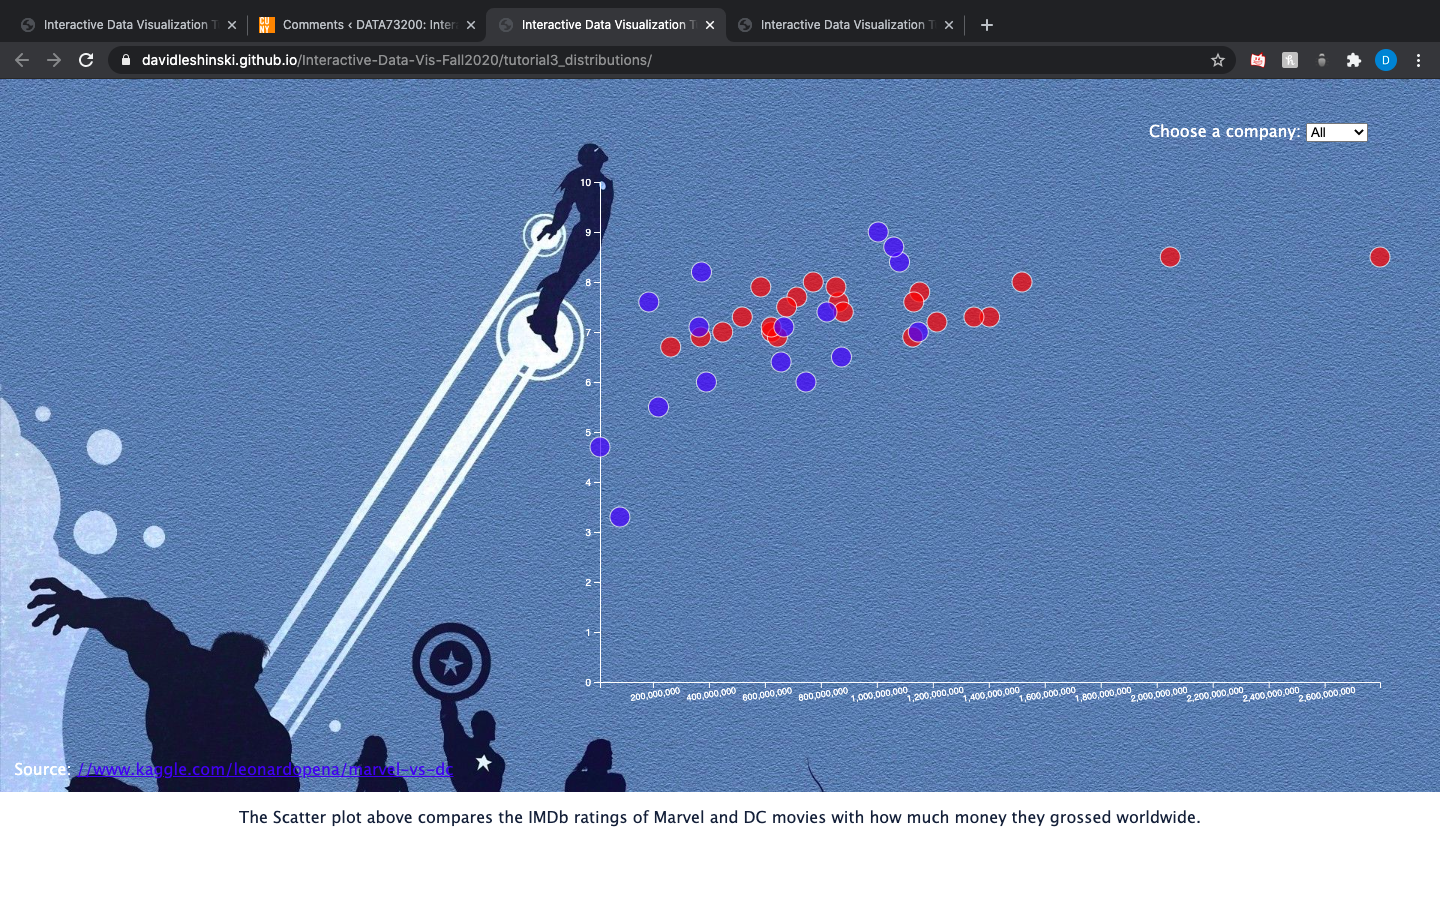 Interactive Data Visualization T
Comments ‹ DATA73200: Inter
Interactive Data Visualization T
Interactive Data Visualization T
davidleshinski.github.io/Interactive-Data-Vis-Fall2020/tutorial3_distributions/
D
CU
NY
Choose a company: All
10
9
8
7
6
5
4
3
2
1
0
200,000,000 400,000,000 600,000,000 800,000,000 1,000,000,000 1,200,000,000 1,400,000,000 1,600,000,000 1,800,000,000 2,000,000,000 2,200,000,000 2,400,000,000 2,600,000,000
Source: //www.kaggle.com/leonardopena/marvel-vs-dc
The Scatter plot above compares the IMDb ratings of Marvel and DC movies with how much money they grossed worldwide.